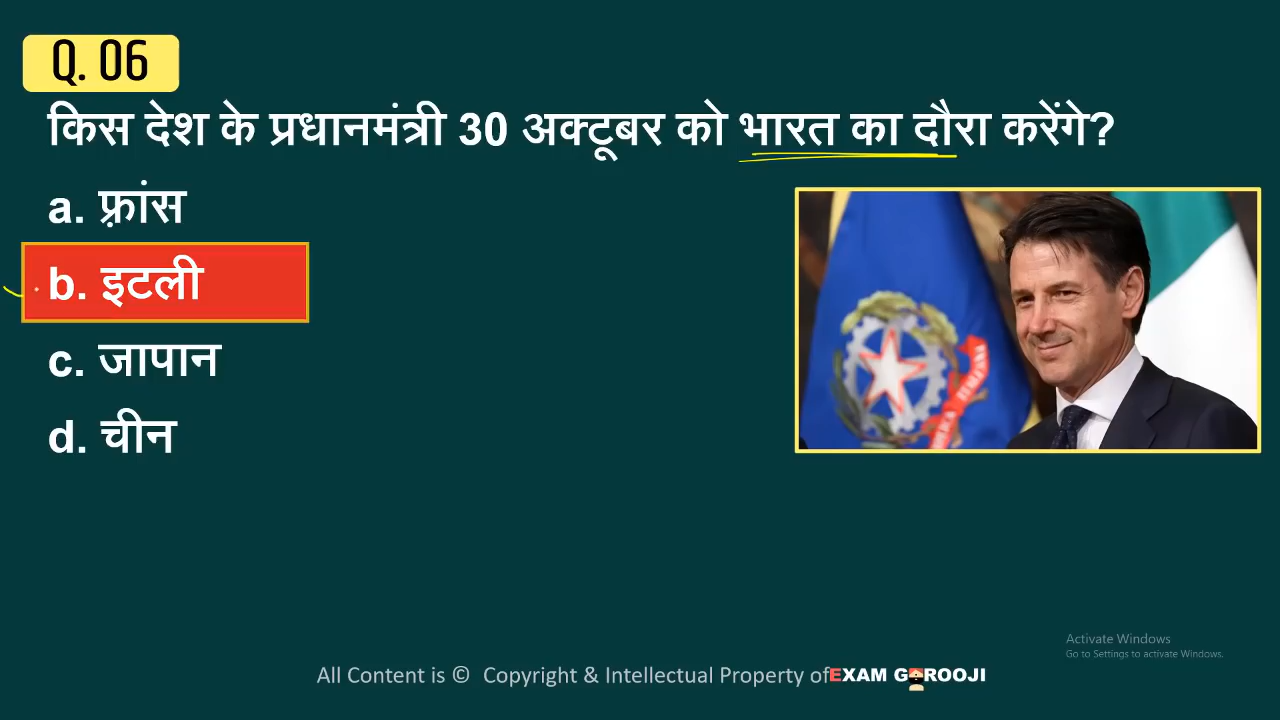 Q. 06
किस देश के प्रधानमंत्री 30 अक्टूबर को भारत का दौरा करेंगे?
a. फ़्रांस
b. इटली
c. जापान
d. चीन
Activate Windows
Go to Settings to activate Windows.
All Content is © Copyright & Intellectual Property of EXAM GUROOJI